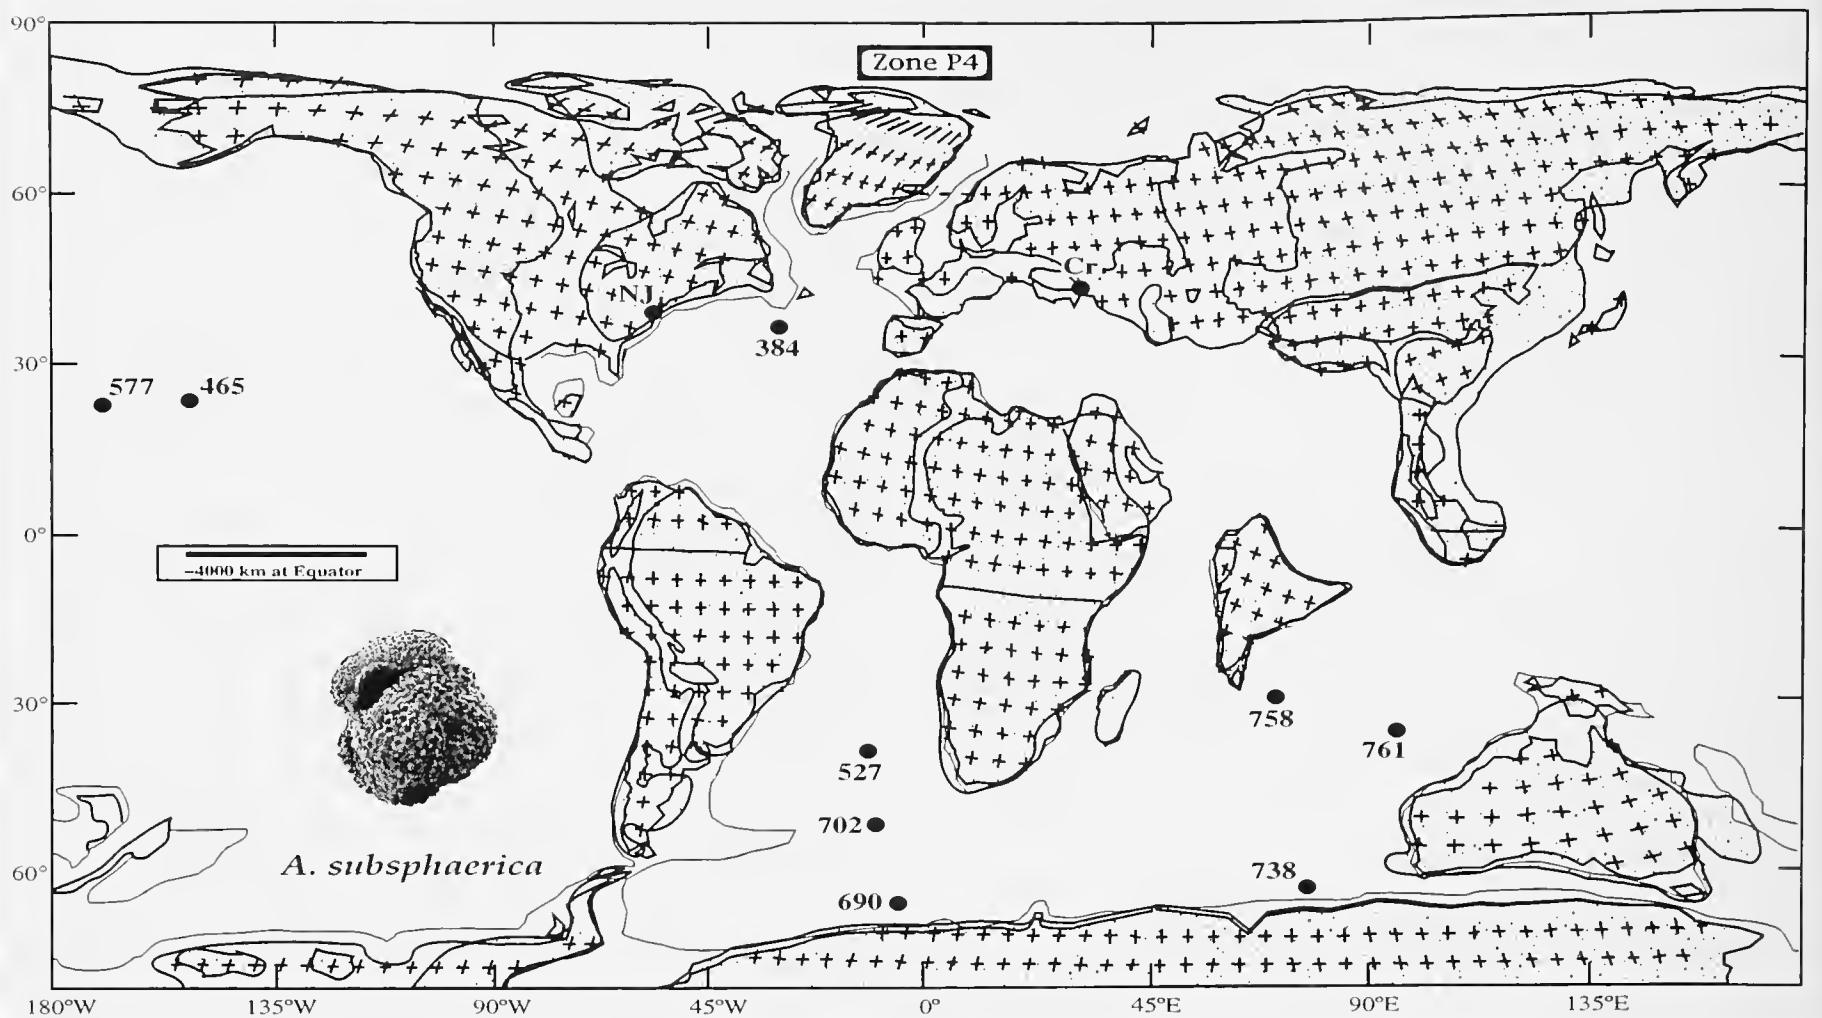 90°
Zone P4
60°
Cr.
NJ
384
30°
577
465
0°
~4000 km at Equator
30°
758
761
527
702
A. subsphaerica
60°
738
690
180°W
135°W
90°W
45°W
0°
45°E
90°E
135°E